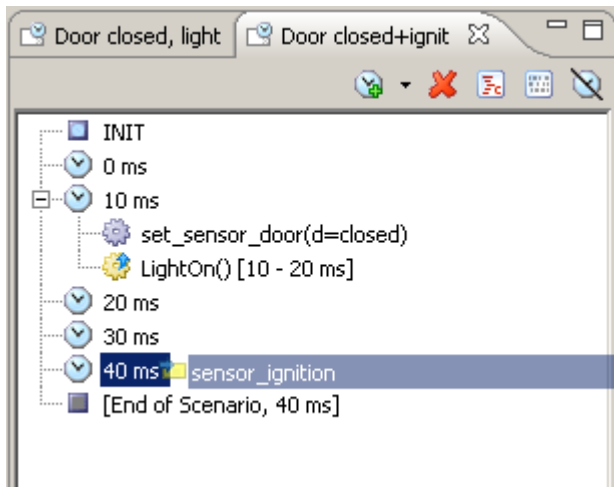 Door closed, light Door closed+ignit
INIT
0 ms
10 ms
set_sensor_door(d=closed)
LightOn() [10 - 20 ms]
20 ms
30 ms
40 ms sensor_ignition
[End of Scenario, 40 ms]